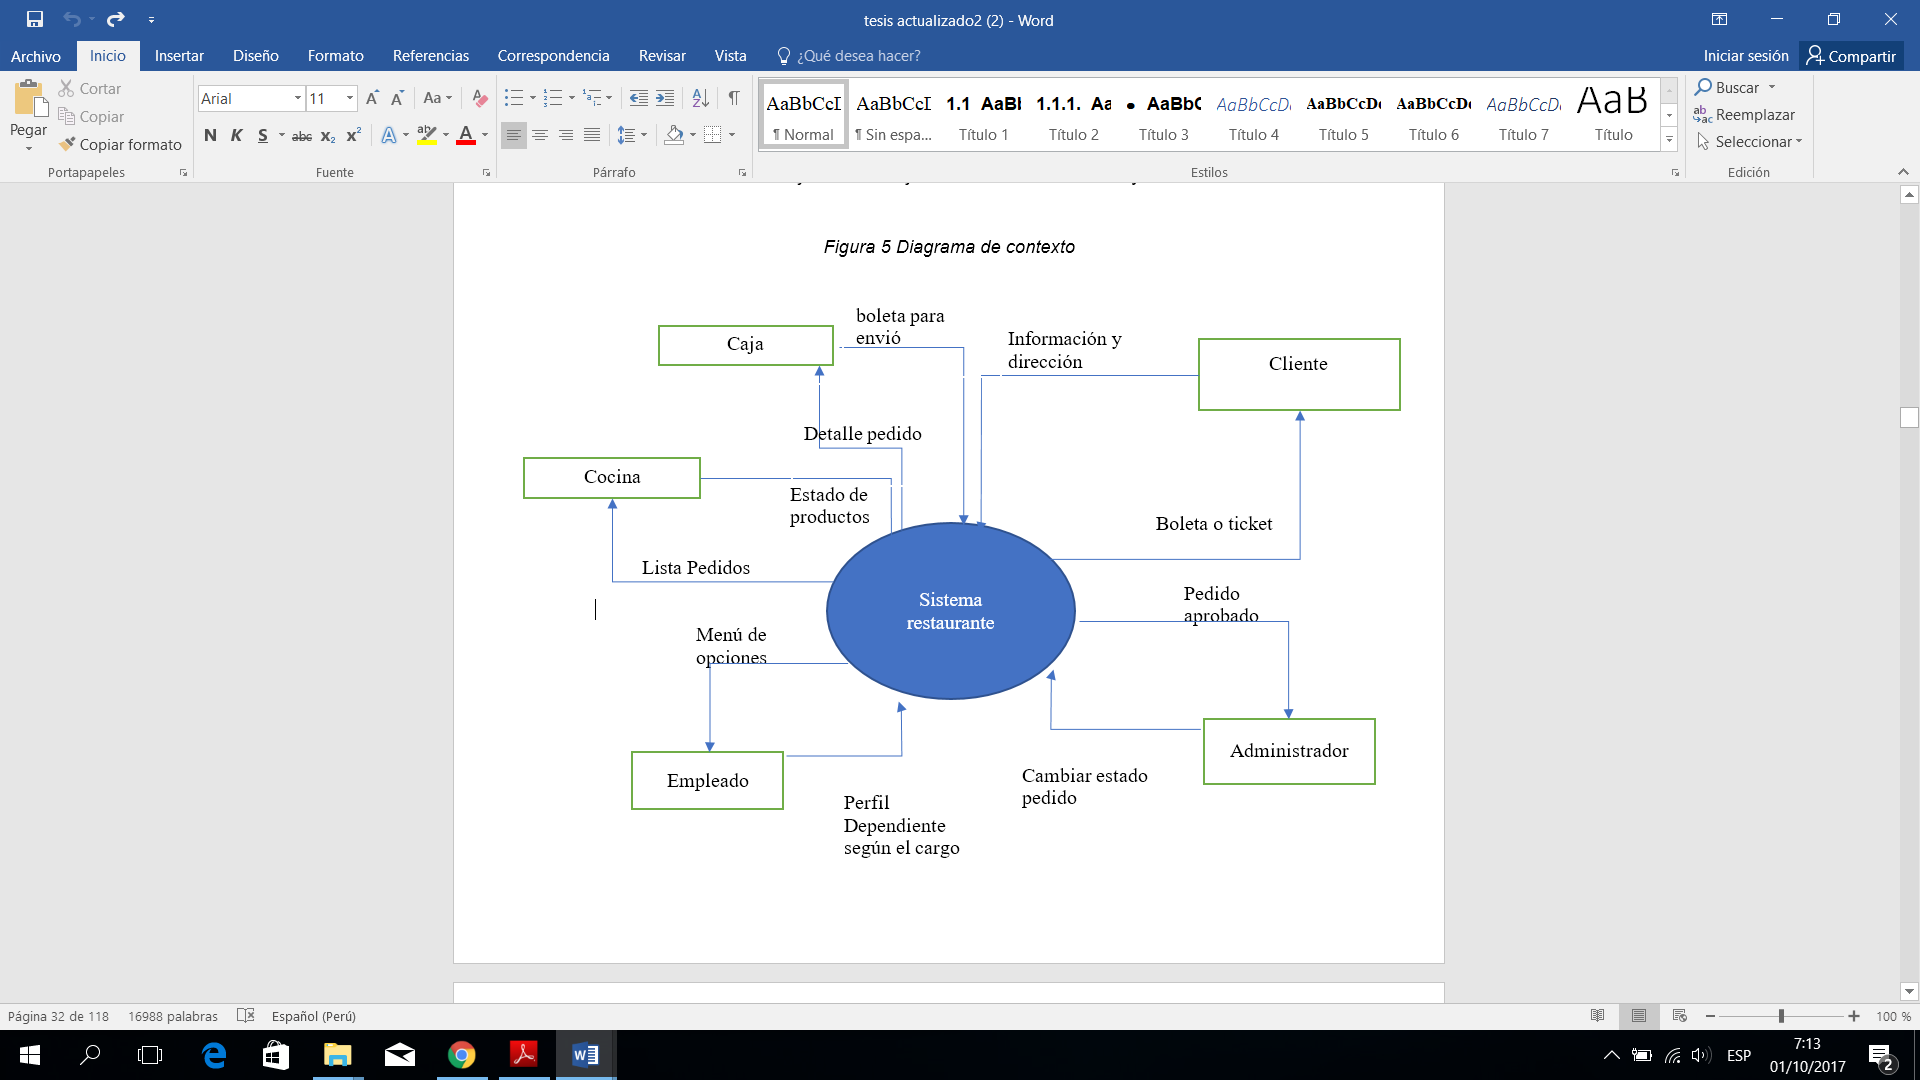 tesis actualizado2 (2) - Word
Archivo
Inicio
Insertar
Diseño
Formato
Referencias
Correspondencia
Revisar
Vista
¿Qué desea hacer?
Iniciar sesión
Compartir
Pegar
Cortar
Copiar
Copiar formato
Portapapeles
Arial
11
A A
Aa
N K S abc x₂ x²
A ab A
Fuente
Párrafo
AaBbCcI
¶ Normal
AaBbCcI
¶ Sin espa...
1.1 AaBl
Título 1
1.1.1. Aa
Título 2
AaBbC
Título 3
AaBbCcD
Título 4
AaBbCcD
Título 5
AaBbCcD
Título 6
AaBbCcD
Título 7
AaB
Título
Estilos
Buscar
Reemplazar
Seleccionar
Edición
Figura 5 Diagrama de contexto
boleta para
envió
Caja
Información y
dirección
Cliente
Detalle pedido
Cocina
Estado de
productos
Boleta o ticket
Lista Pedidos
Sistema
restaurante
Pedido
aprobado
Menú de
opciones
Administrador
Empleado
Cambiar estado
pedido
Perfil
Dependiente
según el cargo
Página 32 de 118
16988 palabras
Español (Perú)
100 %
ESP
7:13
01/10/2017
2